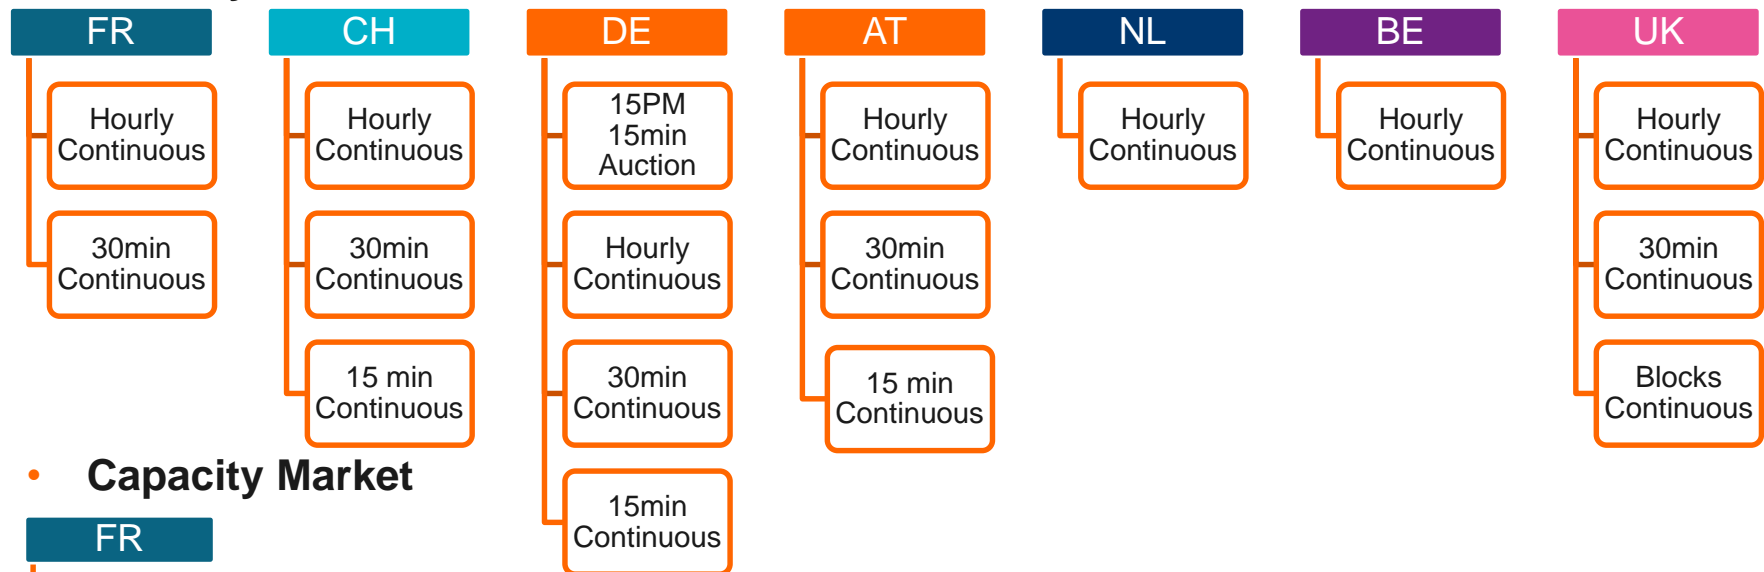 FR
Hourly
Continuous
30min
Continuous
CH
Hourly
Continuous
30min
Continuous
15 min
Continuous
DE
15PM
15min
Auction
Hourly
Continuous
30min
Continuous
15min
Continuous
AT
Hourly
Continuous
30min
Continuous
15 min
Continuous
NL
Hourly
Continuous
BE
Hourly
Continuous
UK
Hourly
Continuous
30min
Continuous
Blocks
Continuous
• Capacity Market
FR